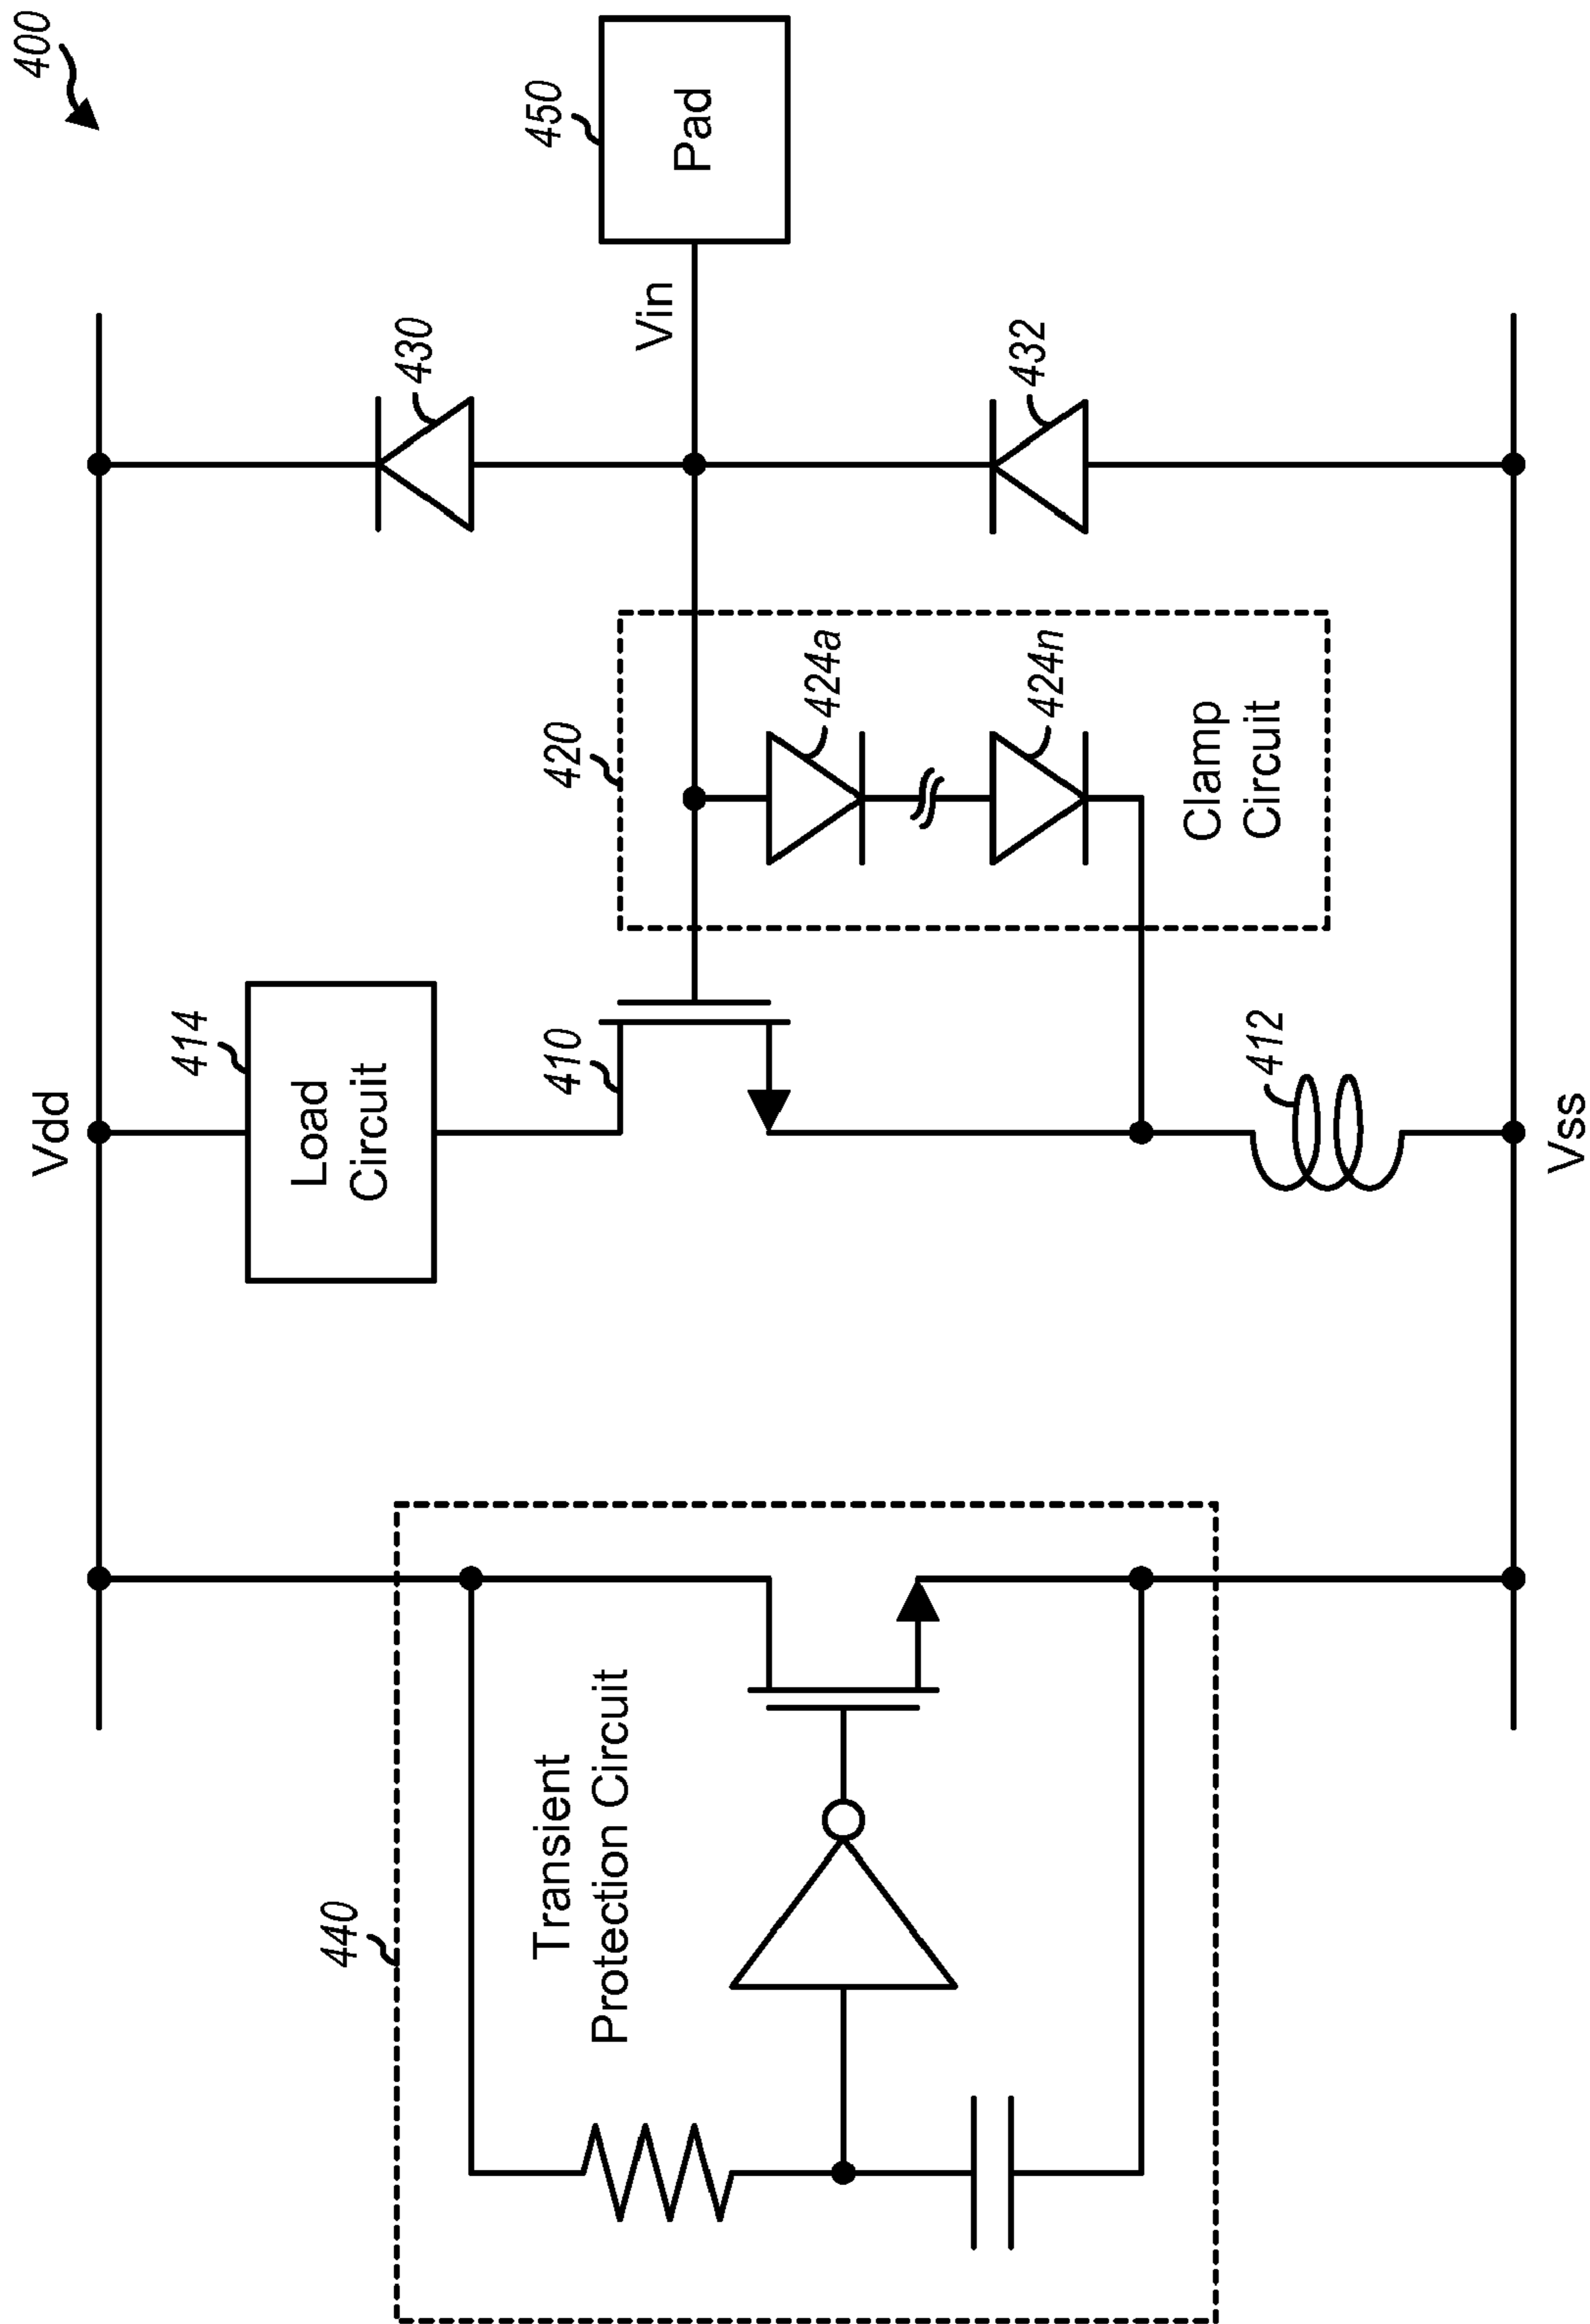 400
Vdd
414
Load
Circuit
430
450
Pad
Vin
440
Transient
Protection Circuit
410
420
424a
424n
Clamp
Circuit
432
412
Vss